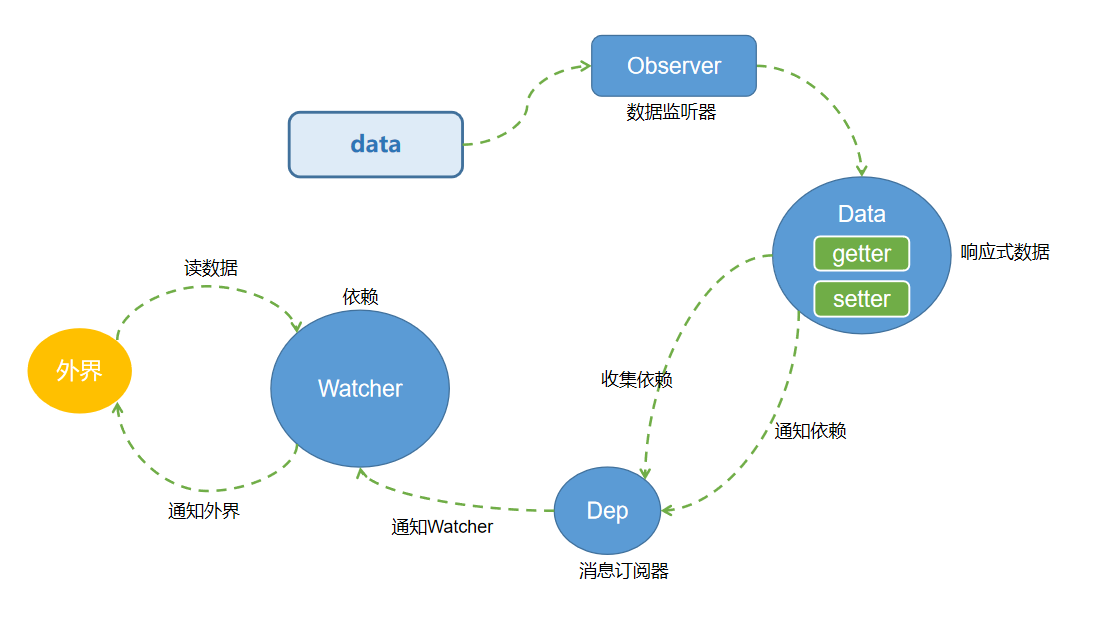 Observer
数据监听器
data
Data
getter
setter
响应式数据
读数据
依赖
外界
Watcher
收集依赖
通知依赖
通知外界
通知Watcher
Dep
消息订阅器